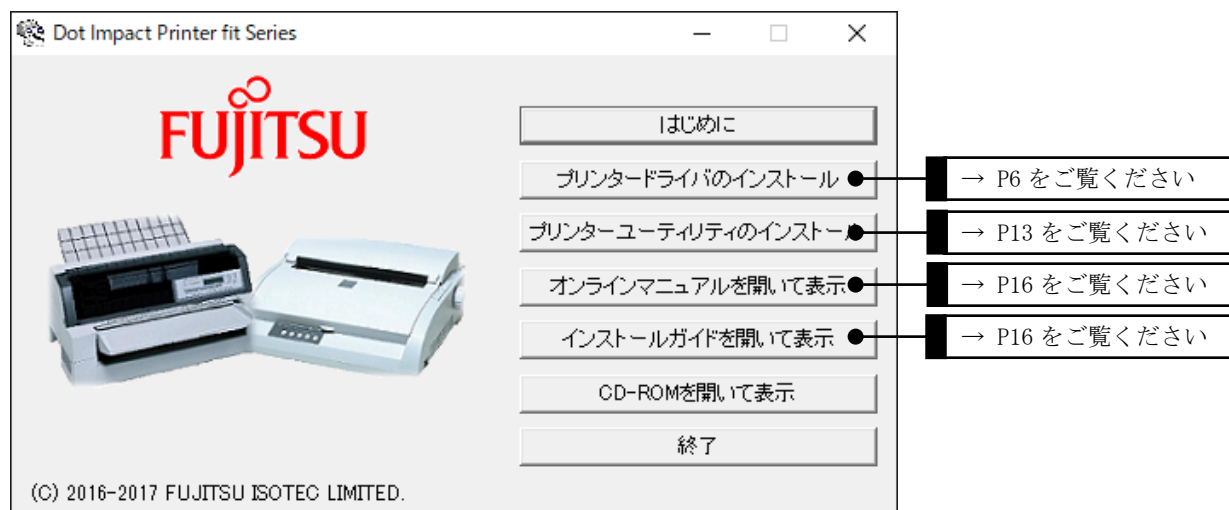 Dot Impact Printer fit Series
FUJITSU
はじめに
プリンタードライバのインストール
→ P6 をご覧ください
プリンターユーティリティのインストール
→ P13 をご覧ください
オンラインマニュアルを開いて表示
→ P16 をご覧ください
インストールガイドを開いて表示
→ P16 をご覧ください
CD-ROMを開いて表示
終了
(C) 2016-2017 FUJITSU ISOTEC LIMITED.